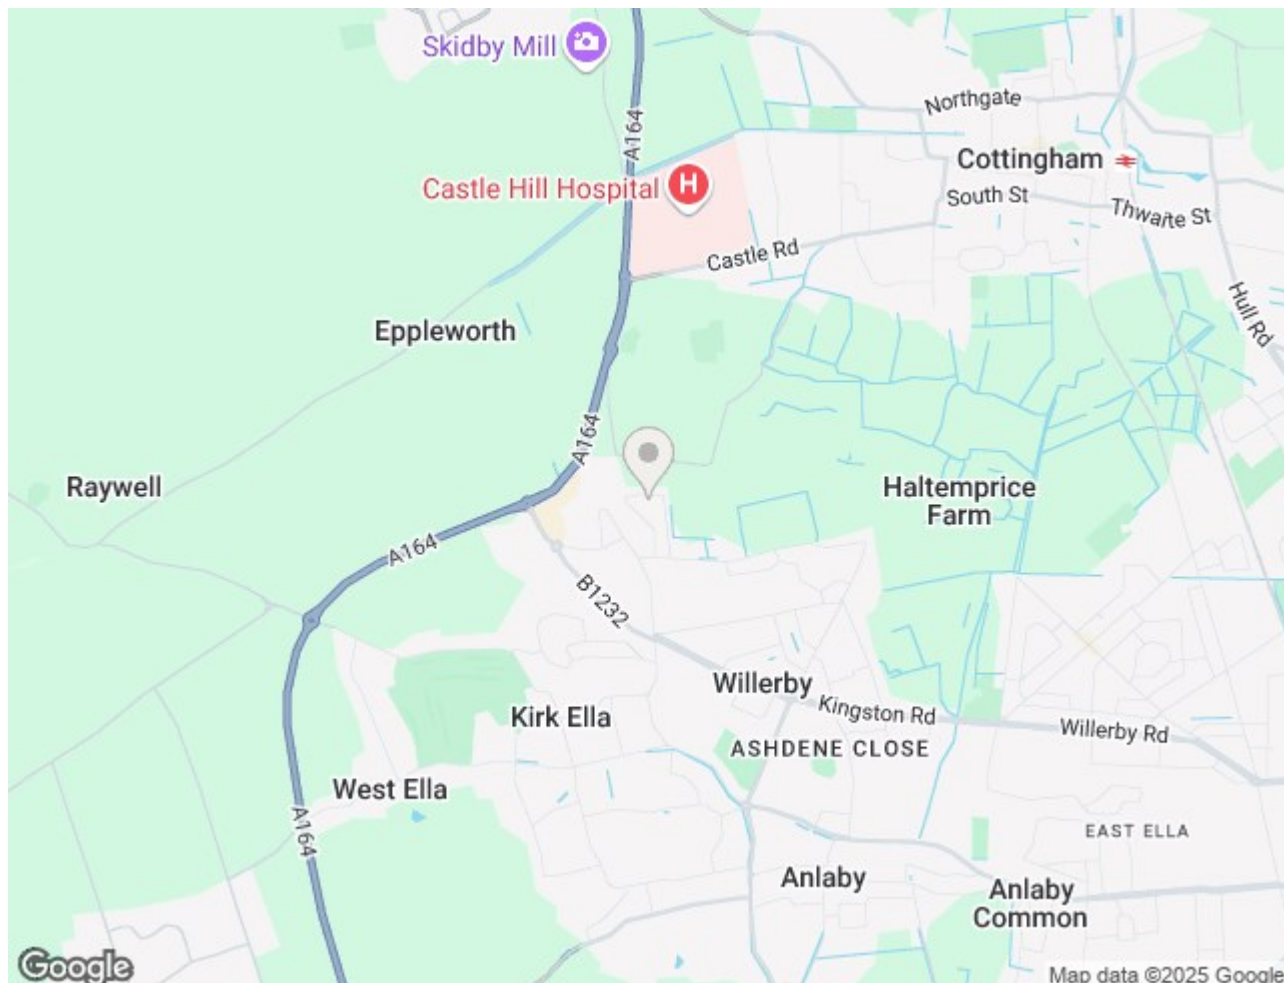 Skidby Mill
A164
Northgate
Cottingham
Castle Hill Hospital
H
South St
Thwaite St
Castle Rd
Hull Rd
Eppleworth
A164
Raywell
Haltemprice
Farm
A164
B1232
Willerby
Kirk Ella
Kingston Rd
Willerby Rd
ASHDENE CLOSE
West Ella
A164
EAST ELLA
Anlaby
Anlaby
Common
Google
Map data ©2025 Google